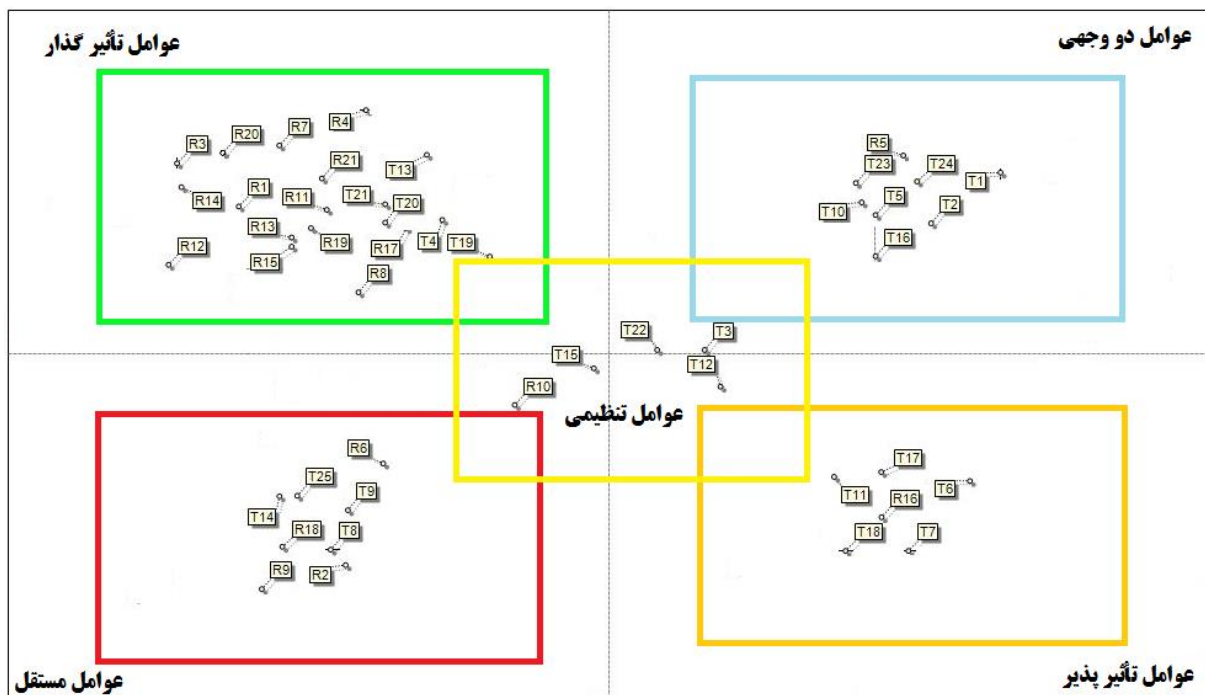 عوامل دو وجهی
عوامل تأثیر گذار
R4
R7
R20
R3
R21
T13
R5
T23
T24
T1
R14
R1
R11
T21
T20
T10
T5
T2
R13
R19
R17
T4
T19
T16
R12
R15
R8
T22
T3
T15
T12
R10
عوامل تنظیمی
R6
T17
T25
T9
T11
R16
T6
T14
R18
T8
T18
T7
R9
R2
عوامل تأثیر پذیر
عوامل مستقل